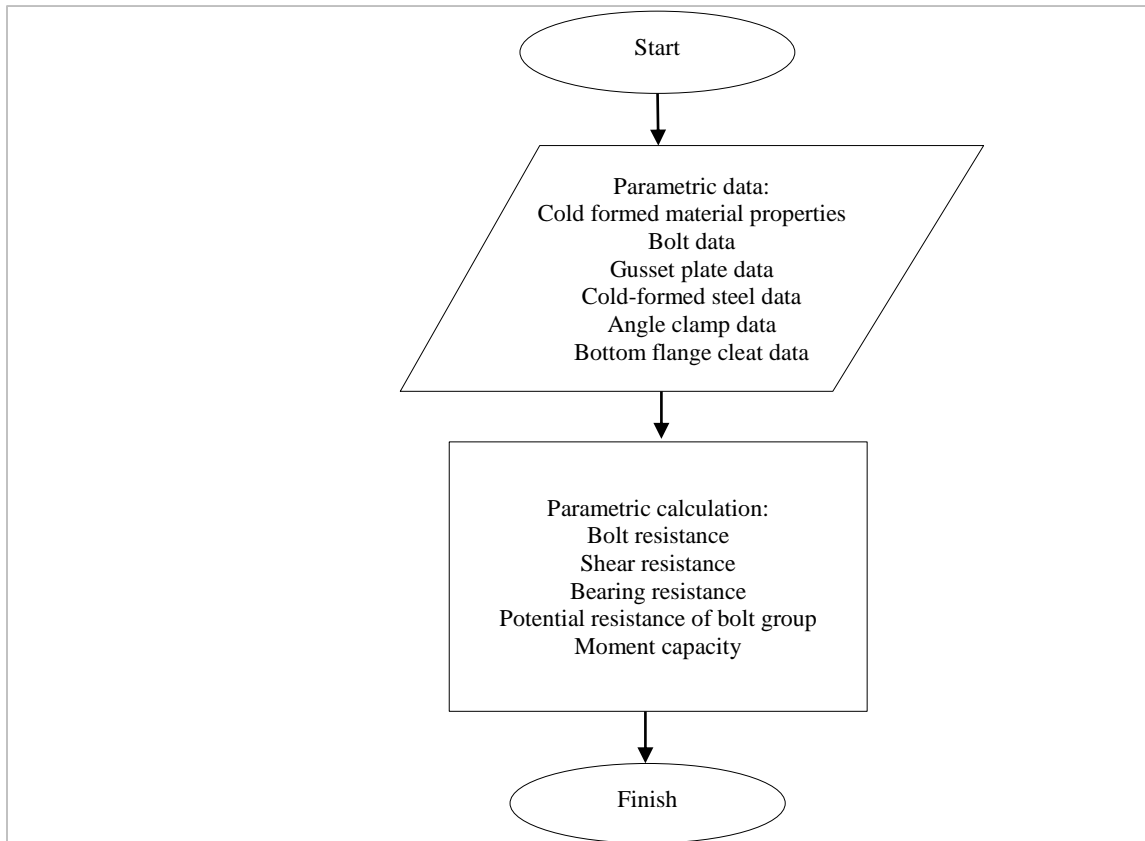 Start
Parametric data:
Cold formed material properties
Bolt data
Gusset plate data
Cold-formed steel data
Angle clamp data
Bottom flange cleat data
Parametric calculation:
Bolt resistance
Shear resistance
Bearing resistance
Potential resistance of bolt group
Moment capacity
Finish